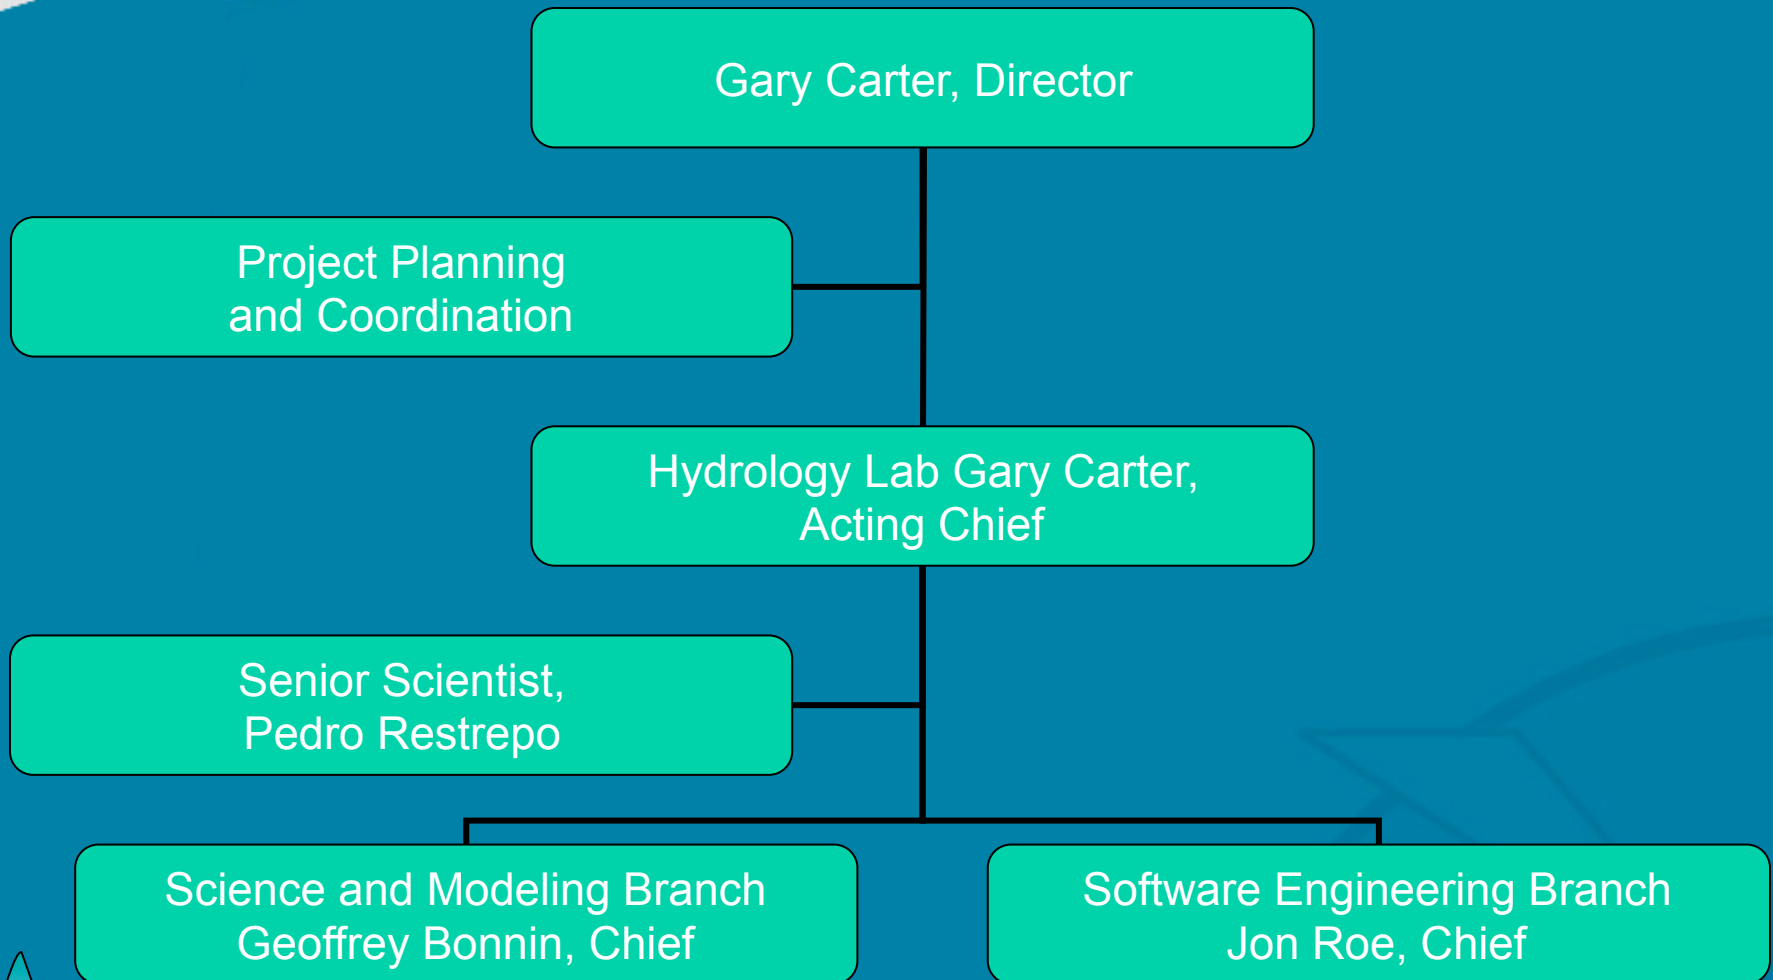 Gary Carter, Director
Project Planning
and Coordination
Hydrology Lab Gary Carter,
Acting Chief
Senior Scientist,
Pedro Restrepo
Science and Modeling Branch
Geoffrey Bonnin, Chief
Software Engineering Branch
Jon Roe, Chief